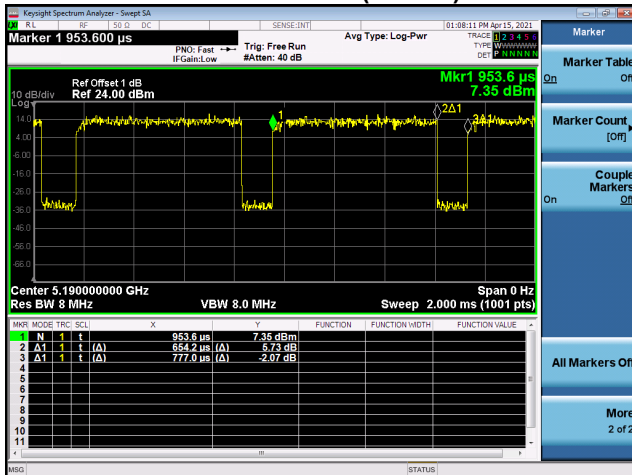 Keysight Spectrum Analyzer - Swept SA
RL RF 50 Ω DC SENSE:INT 01:08:11 PM Apr 15, 2021
Marker 1 953.600 µs
PNO: Fast
IFGain:Low
Trig: Free Run
#Atten: 40 dB
Avg Type: Log-Pwr
TRACE 1 2 3 4 5 6
TYPE WWWWWW
DET P NNNNN
Ref Offset 1 dB
10 dB/div Ref 24.00 dBm
Log
Mkr1 953.6 µs
7.35 dBm
1
2Δ1
3Δ1
14.0
4.00
-6.00
-16.0
-26.0
-36.0
-46.0
-56.0
-66.0
Center 5.190000000 GHz Span 0 Hz
Res BW 8 MHz VBW 8.0 MHz Sweep 2.000 ms (1001 pts)
MKR MODE TRC SCL X Y FUNCTION FUNCTION WIDTH FUNCTION VALUE
1 N 1 t 953.6 µs 7.35 dBm
2 Δ1 1 t (Δ) 654.2 µs (Δ) 5.73 dB
3 Δ1 1 t (Δ) 777.0 µs (Δ) -2.07 dB
4
5
6
7
8
9
10
11
MSG STATUS
Marker
Marker Table
On Off
Marker Count
[Off]
Couple
Markers
On Off
All Markers Off
More
2 of 2